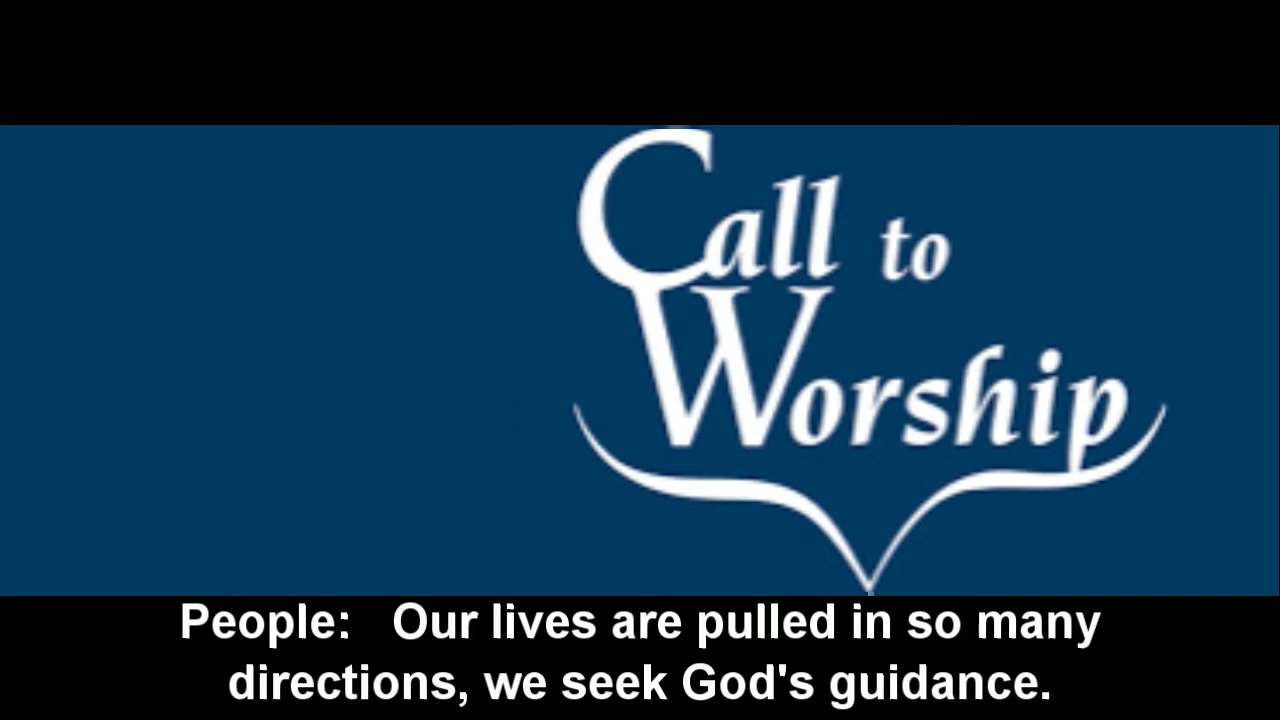 Call to
Worship
People:   Our lives are pulled in so many
directions, we seek God's guidance.